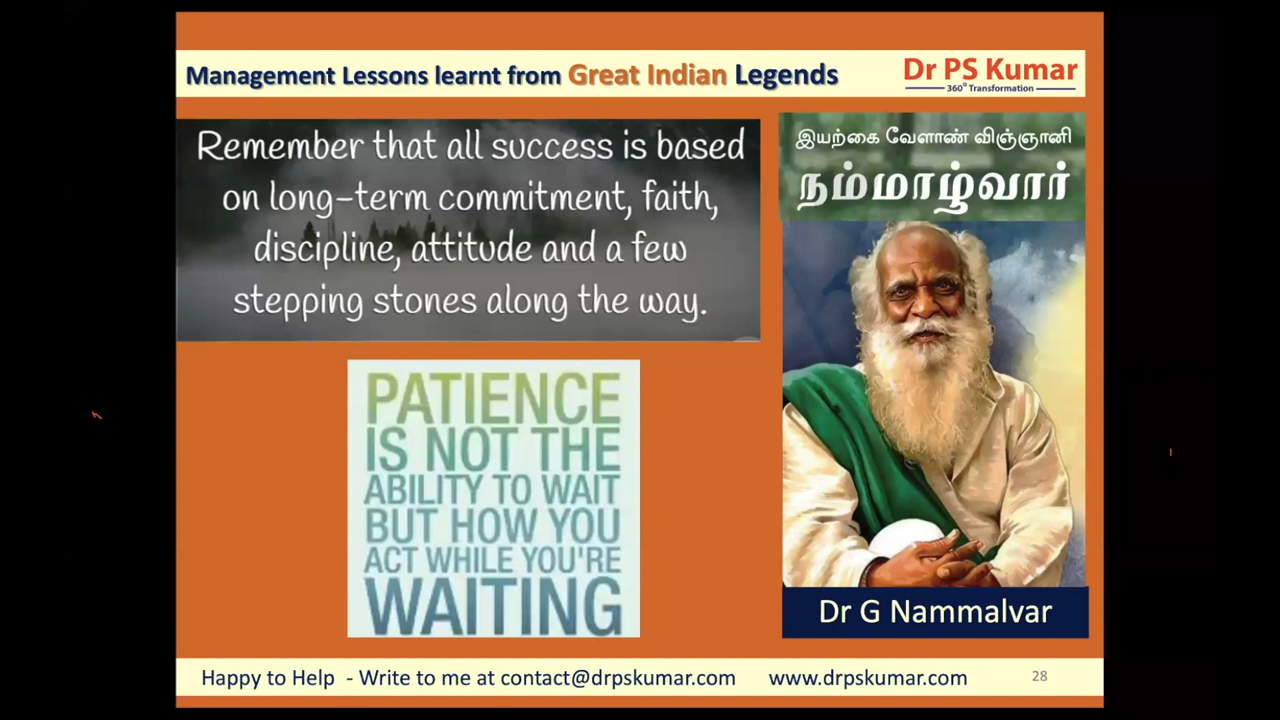 Management Lessons learnt from Great Indian Legends
Dr PS Kumar
360° Transformation
Remember that all success is based
on long-term commitment, faith,
discipline, attitude and a few
stepping stones along the way.
இயற்கை வேளாண் விஞ்ஞானி
நம்மாழ்வார்
PATIENCE
IS NOT THE
ABILITY TO WAIT
BUT HOW YOU
ACT WHILE YOU'RE
WAITING
Dr G Nammalvar
Happy to Help - Write to me at contact@drpskumar.com www.drpskumar.com 28